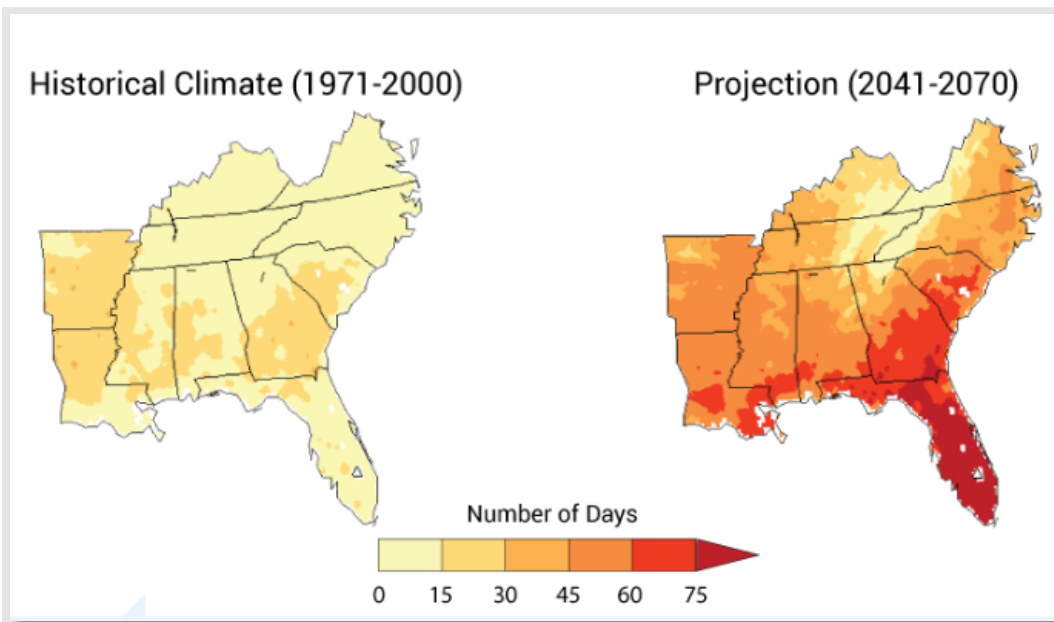 Historical Climate (1971-2000)
Projection (2041-2070)
Number of Days
0 15 30 45 60 75